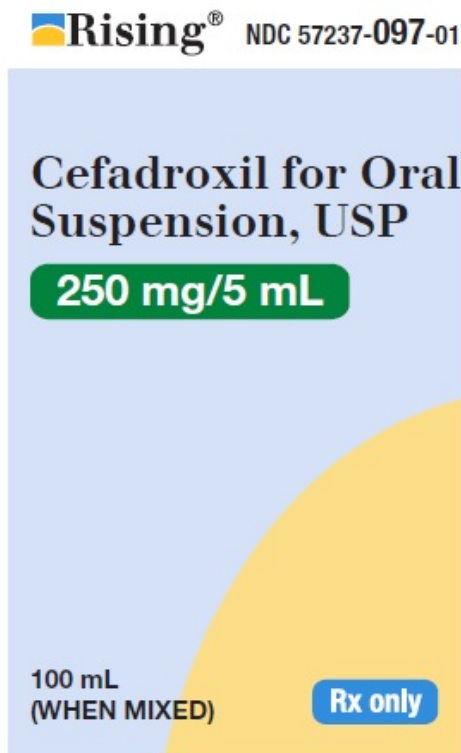 Rising® NDC 57237-097-01
Cefadroxil for Oral
Suspension, USP
250 mg/5 mL
100 mL
(WHEN MIXED)
Rx only